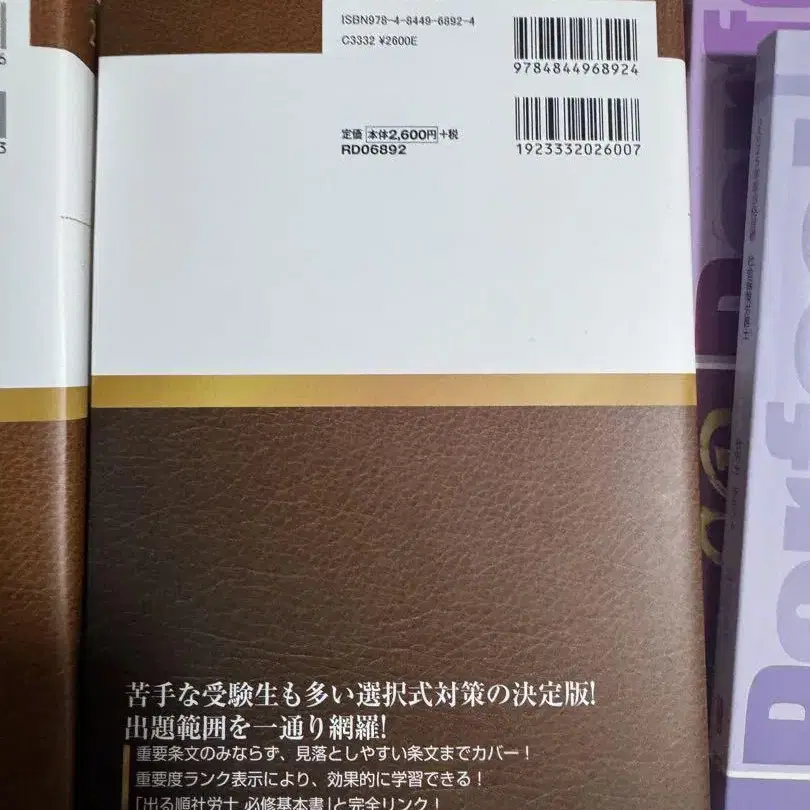 ISBN978-4-8449-6892-4
C3332 ¥2600E
9784844968924
定価 本体2,600円+税
RD06892
1923332026007
苦手な受験生も多い選択式対策の決定版!
出題範囲を一通り網羅!
重要条文のみならず、見落としやすい条文までカバー!
重要度ランク表示により、効果的に学習できる!
「出る順社労士 必修基本書」と完全リンク!
6
3